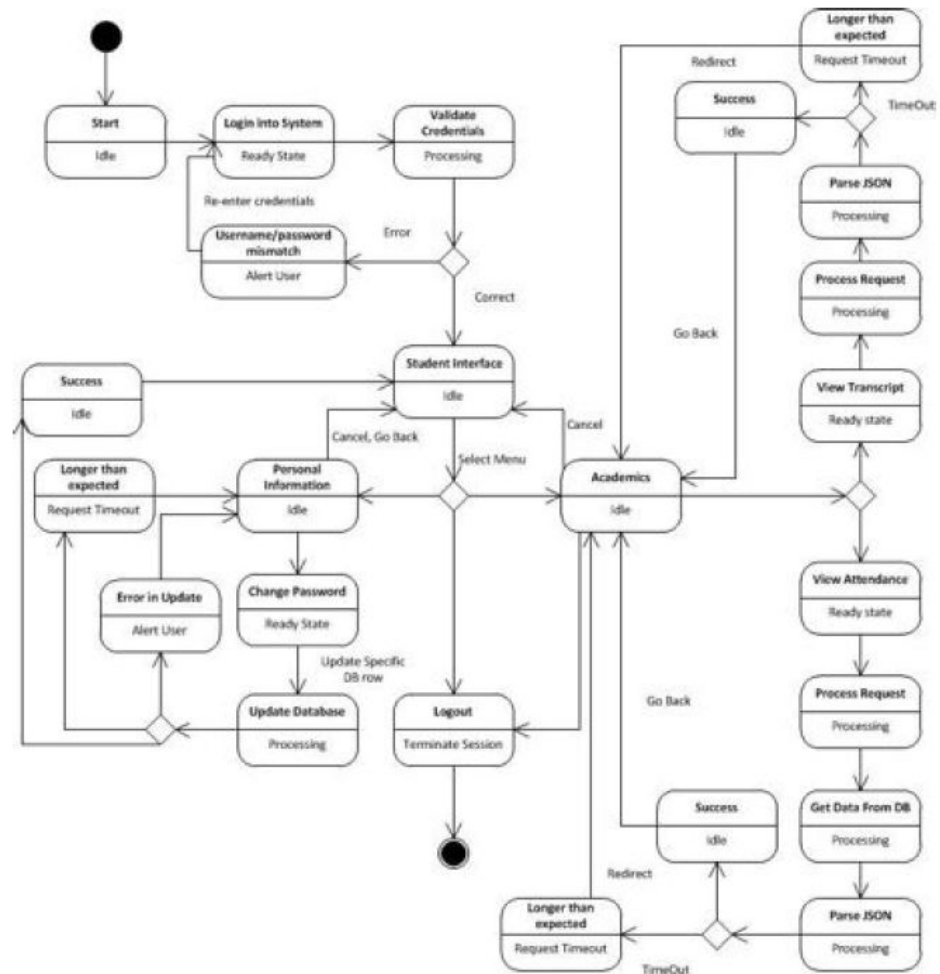 Longer than
expected
Request Timeout
Redirect
TimeOut
Success
Idle
Start
Idle
Login into System
Ready State
Validate
Credentials
Processing
Parse JSON
Processing
Re-enter credentials
Username/password
mismatch
Alert User
Error
Correct
Process Request
Processing
Go Back
Student Interface
Idle
Success
Idle
View Transcript
Ready state
Cancel, Go Back
Cancel
Select Menu
Longer than
expected
Request Timeout
Personal
Information
Idle
Academics
Idle
Error in Update
Alert User
Change Password
Ready State
View Attendance
Ready state
Update Specific
DB row
Update Database
Processing
Logout
Terminate Session
Go Back
Process Request
Processing
Success
Idle
Get Data From DB
Processing
Redirect
Longer than
expected
Request Timeout
TimeOut
Parse JSON
Processing